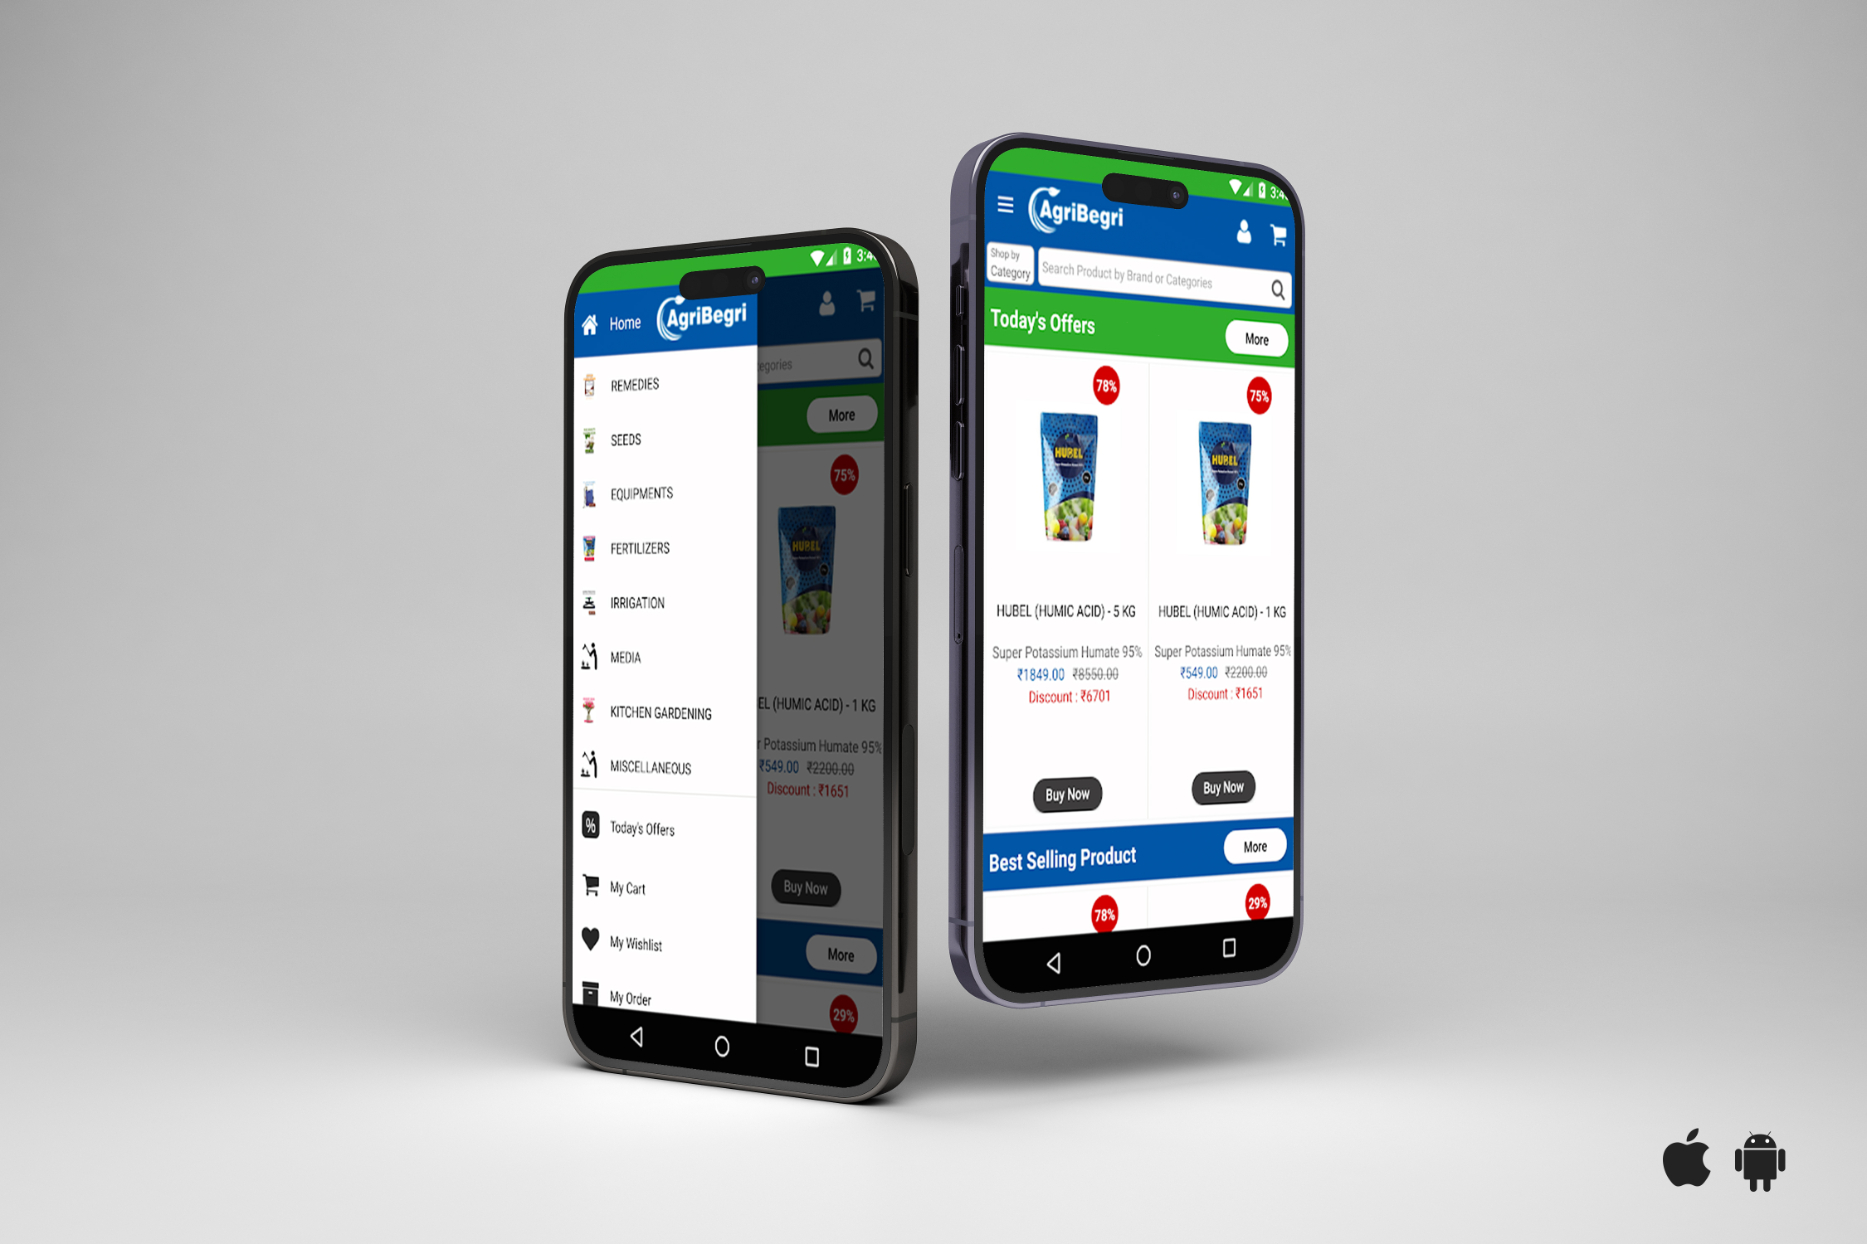 3:4
Home
AgriBegri
REMEDIES
SEEDS
EQUIPMENTS
FERTILIZERS
IRRIGATION
MEDIA
KITCHEN GARDENING
MISCELLANEOUS
Today's Offers
My Cart
My Wishlist
My Order
egories
More
75%
HUBEL
EL (HUMIC ACID) - 1 KG
r Potassium Humate 95%
₹549.00 ₹2200.00
Discount : ₹1651
Buy Now
More
29%
3:4
AgriBegri
Shop by
Category
Search Product by Brand or Categories
Today's Offers
More
78%
75%
HUBEL
HUBEL
HUBEL (HUMIC ACID) - 5 KG
HUBEL (HUMIC ACID) - 1 KG
Super Potassium Humate 95%
Super Potassium Humate 95%
₹1849.00 ₹8550.00
₹549.00 ₹2200.00
Discount : ₹6701
Discount : ₹1651
Buy Now
Buy Now
Best Selling Product
More
78%
29%